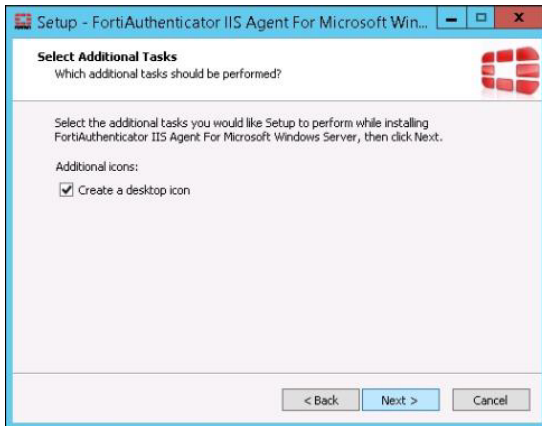 Setup - FortiAuthenticator IIS Agent For Microsoft Win...
Select Additional Tasks
Which additional tasks should be performed?
Select the additional tasks you would like Setup to perform while installing
FortiAuthenticator IIS Agent For Microsoft Windows Server, then click Next.
Additional icons:
Create a desktop icon
< Back
Next >
Cancel